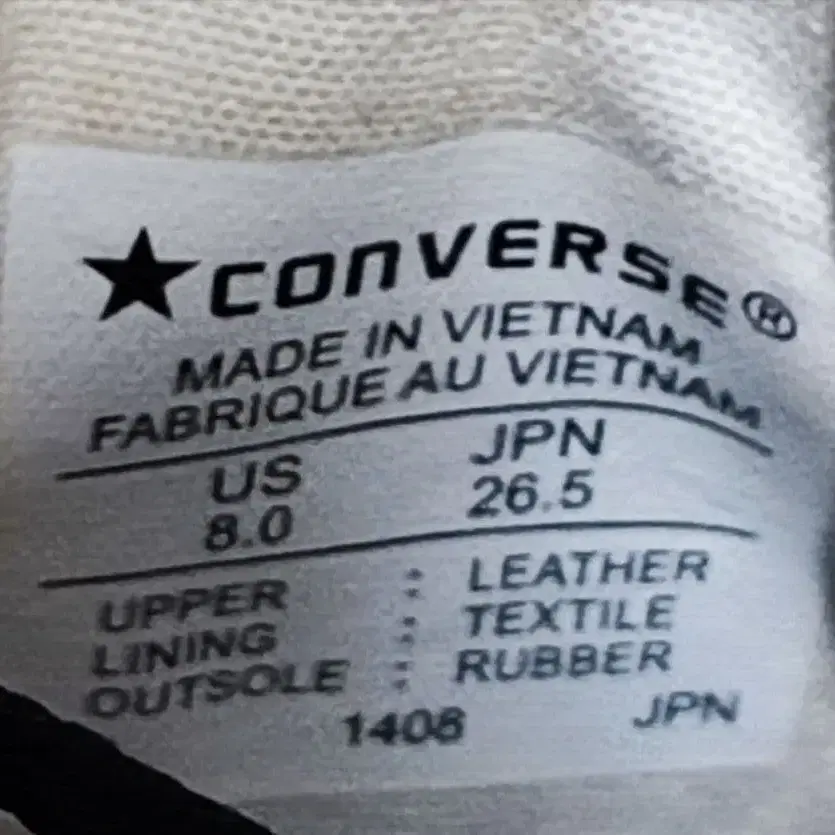 ★CONVERSE®
MADE IN VIETNAM
FABRIQUE AU VIETNAM
US JPN
8.0 26.5
UPPER : LEATHER
LINING : TEXTILE
OUTSOLE : RUBBER
1408 JPN